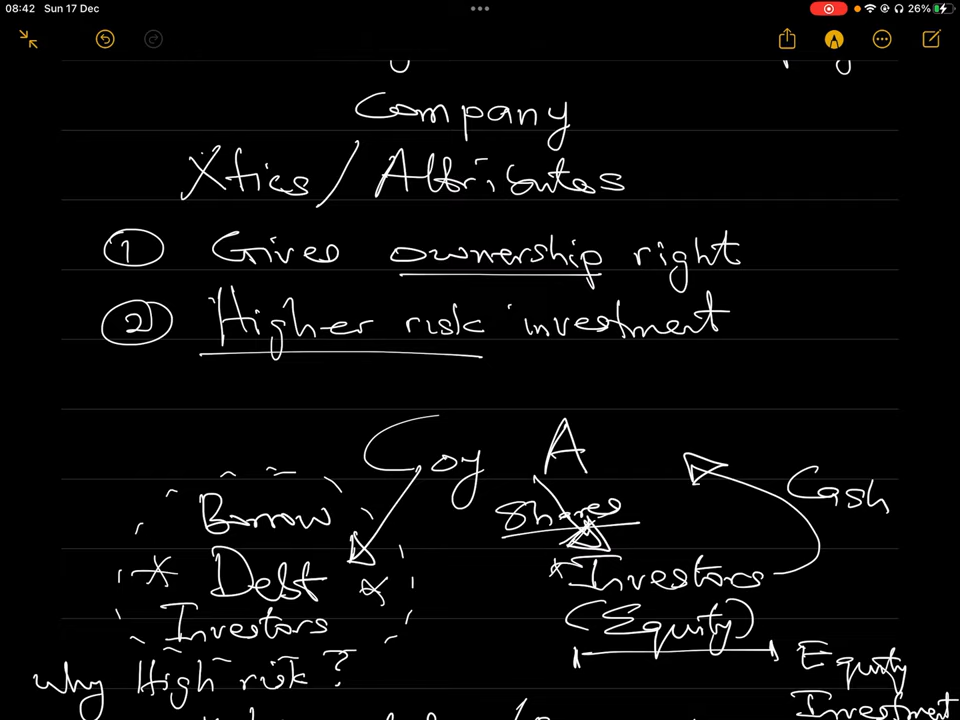 08:42 Sun 17 Dec
26%
Company
Xtics/Attributes
① Gives ownership right
② Higher risk investment
Coy A
Cash
Borrow
Shares
* Debt *
* Investors
Investors
(Equity)
Equity
Investment
why High risk?